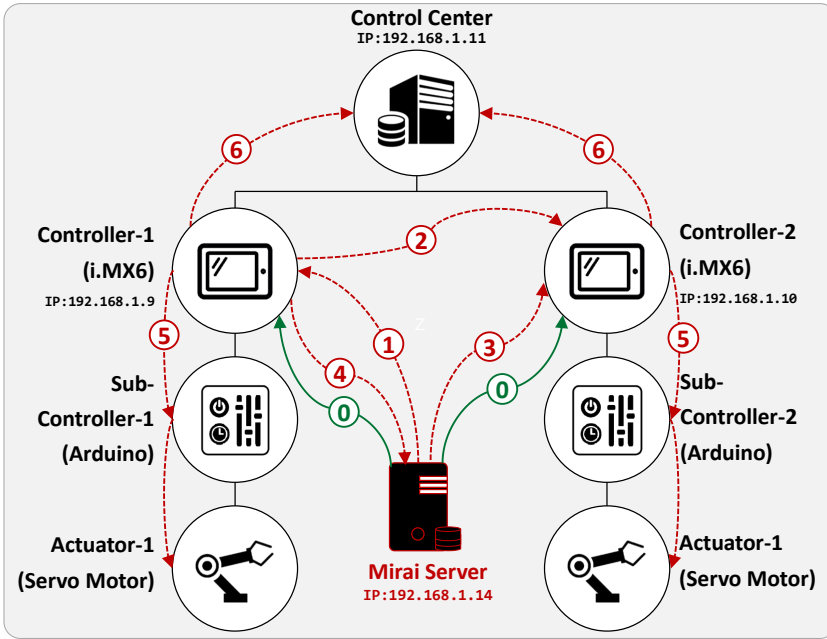 Control Center
IP:192.168.1.11
6
6
Controller-1
(i.MX6)
IP:192.168.1.9
2
Controller-2
(i.MX6)
IP:192.168.1.10
Z
5
1
3
5
4
0
0
Sub-
Controller-1
(Arduino)
Sub-
Controller-2
(Arduino)
Actuator-1
(Servo Motor)
Mirai Server
IP:192.168.1.14
Actuator-1
(Servo Motor)